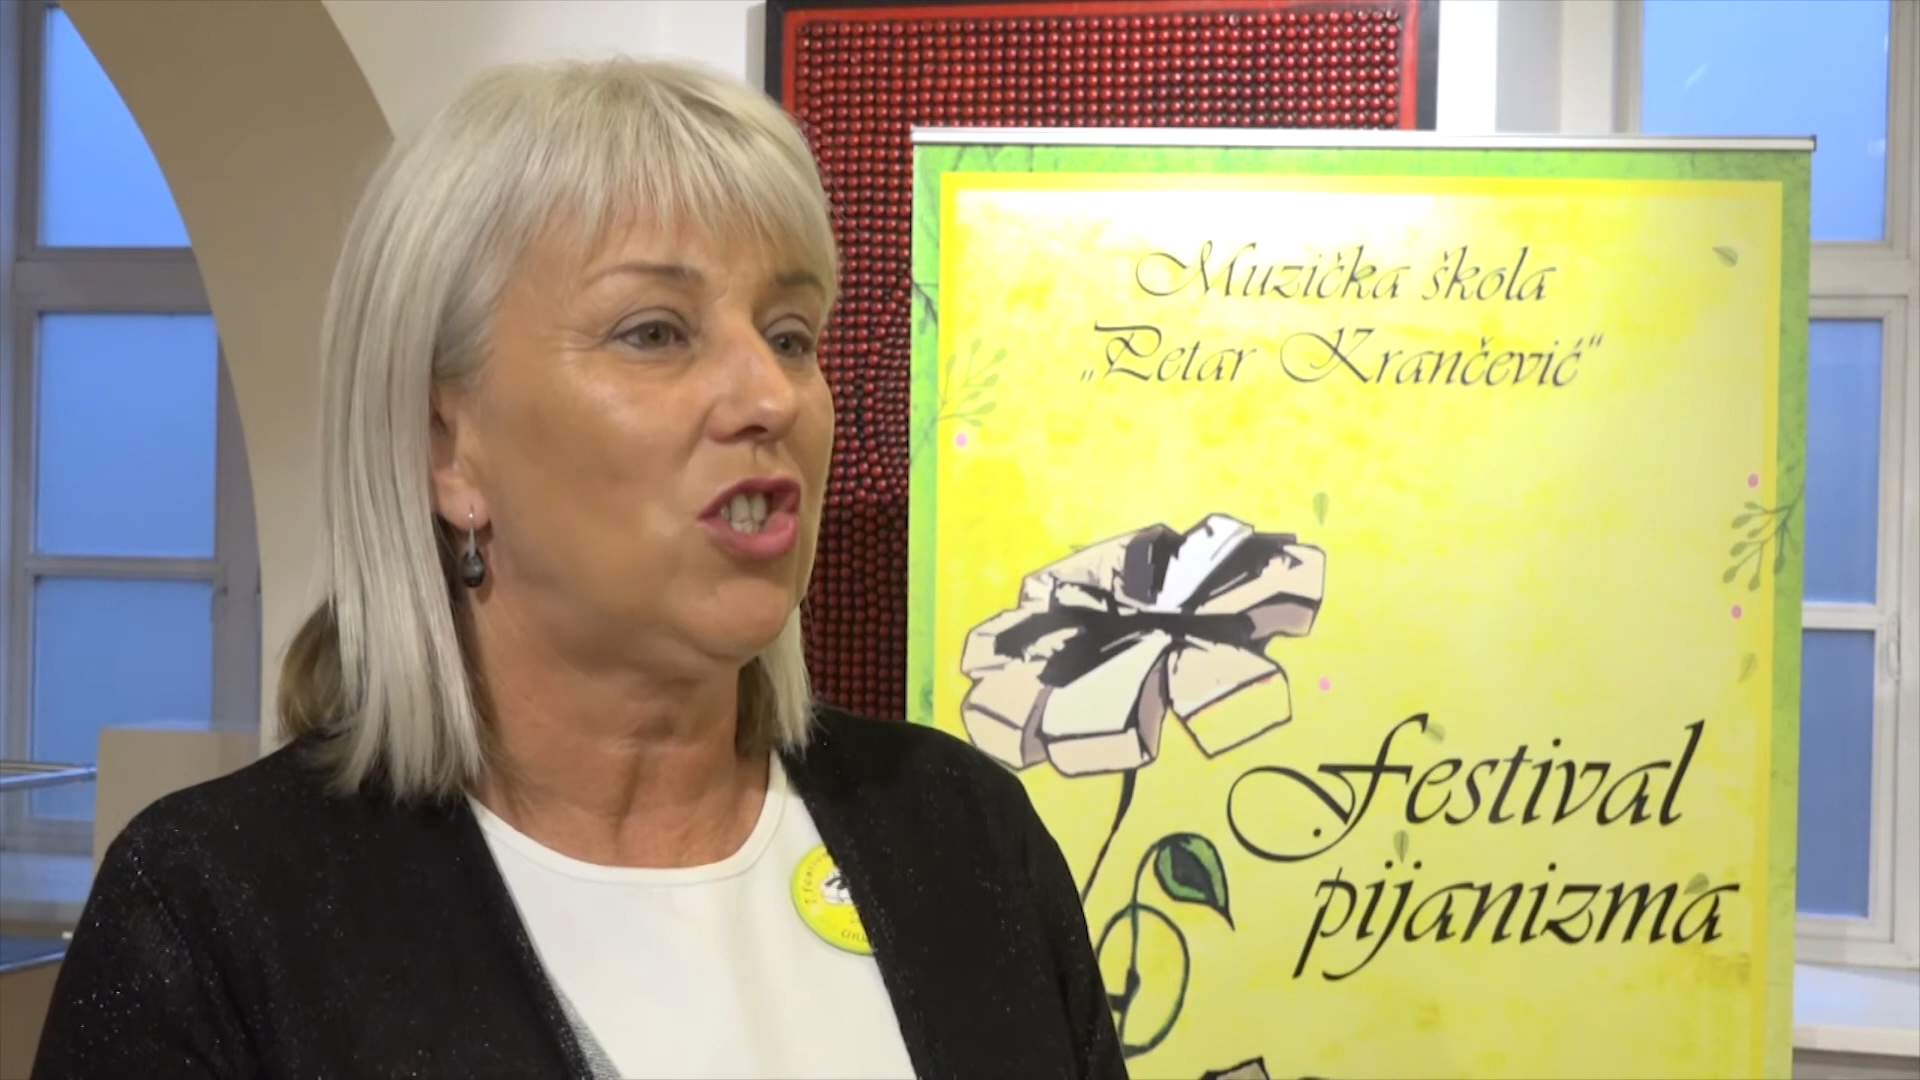 Muzička škola
„Petar Krančević“
Festival
pijanizma